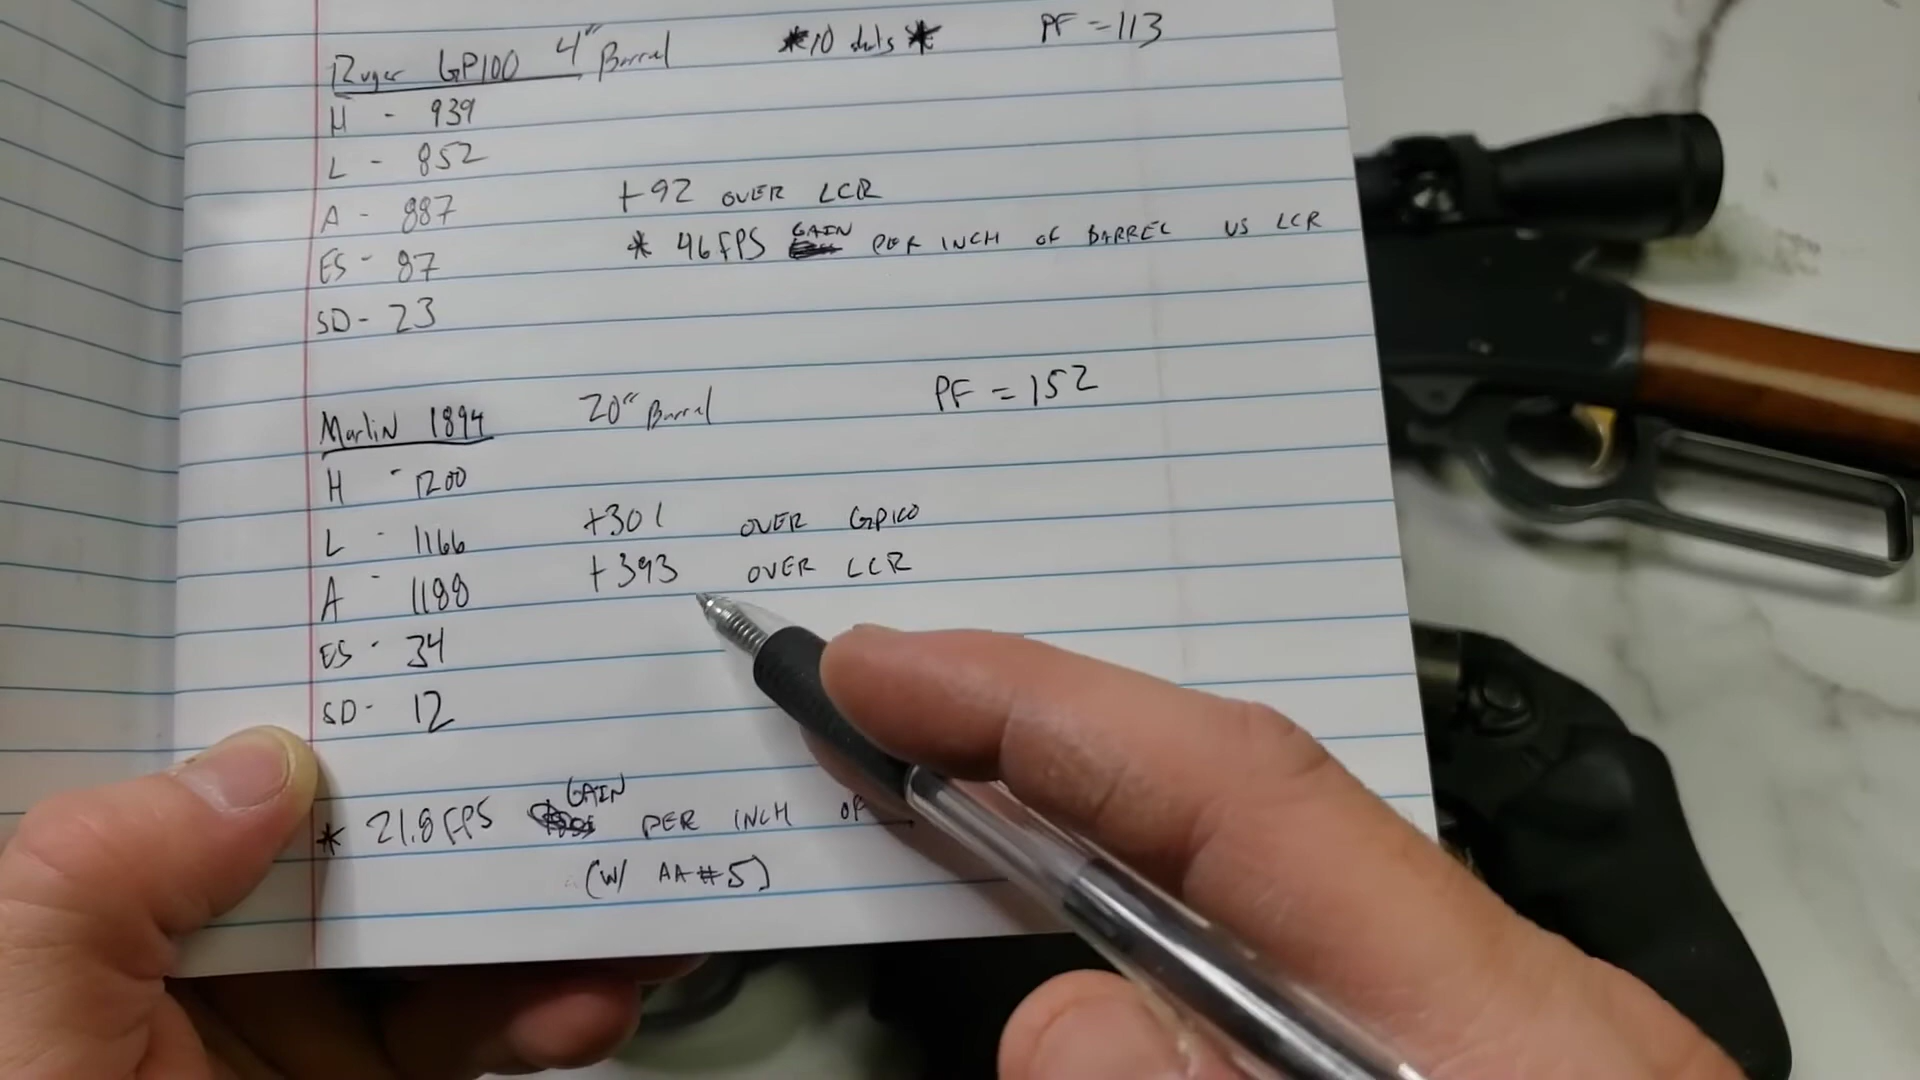 Ruger GP100 4" Barrel *10 shots* PF = 113
H - 939
L - 852
A - 887 +92 OVER LCR
ES - 87 * 46 FPS GAIN PER INCH OF BARREL VS LCR
SD - 23
Marlin 1894 20" Barrel PF = 152
H - 1200
L - 1166 +301 OVER GP100
A - 1188 +393 OVER LCR
ES - 34
SD - 12
* 21.8 FPS GAIN PER INCH OF
(W/ AA #5)